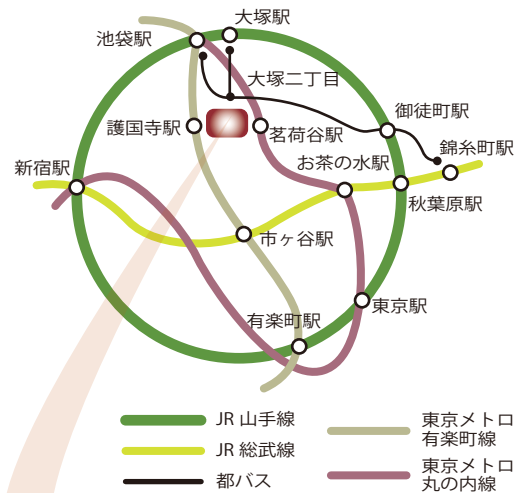 大塚駅
池袋駅
大塚二丁目
御徒町駅
護国寺駅
茗荷谷駅
錦糸町駅
お茶の水駅
新宿駅
秋葉原駅
市ヶ谷駅
東京駅
有楽町駅
JR 山手線
JR 総武線
都バス
東京メトロ
有楽町線
東京メトロ
丸の内線